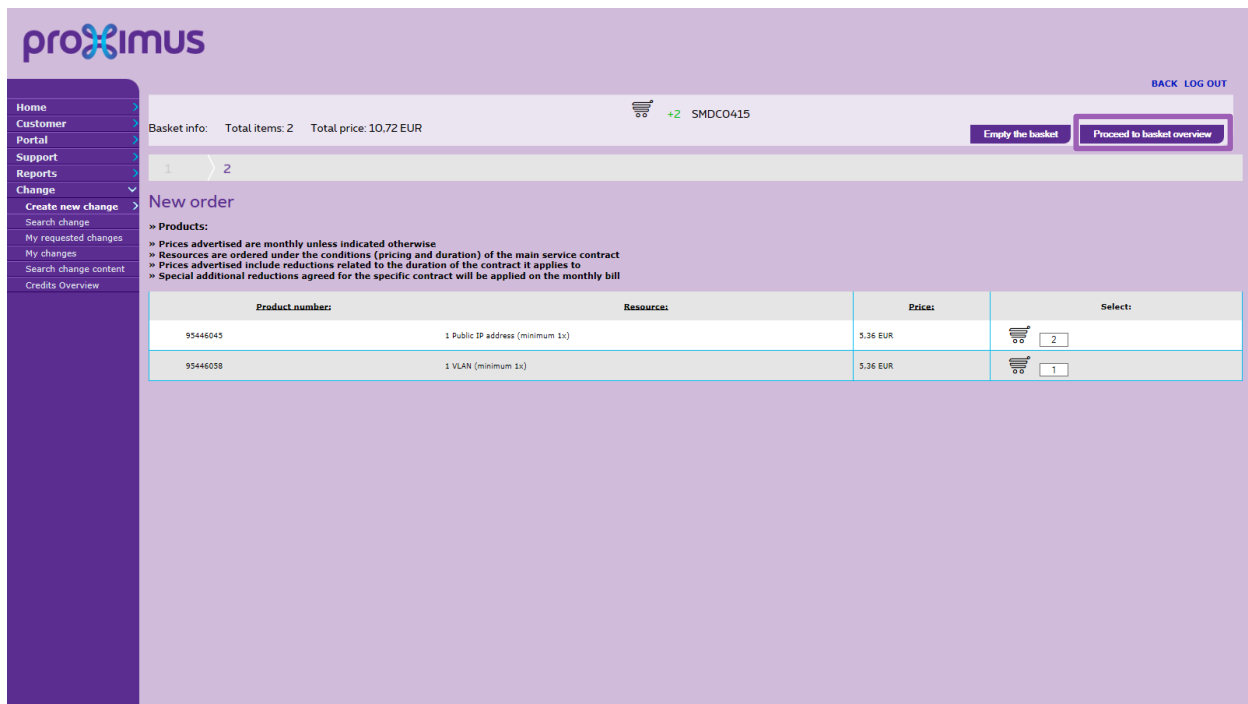 proximus
BACK LOG OUT
Home
Customer
Portal
Support
Reports
Change
Create new change
Search change
My requested changes
My changes
Search change content
Credits Overview
+2 SMDC0415
Basket info: Total items: 2 Total price: 10,72 EUR
Empty the basket
Proceed to basket overview
1 2
New order
» Products:
» Prices advertised are monthly unless indicated otherwise
» Resources are ordered under the conditions (pricing and duration) of the main service contract
» Prices advertised include reductions related to the duration of the contract it applies to
» Special additional reductions agreed for the specific contract will be applied on the monthly bill
Product number: Resource: Price: Select:
95446045 1 Public IP address (minimum 1x) 5,36 EUR 2
95446058 1 VLAN (minimum 1x) 5,36 EUR 1